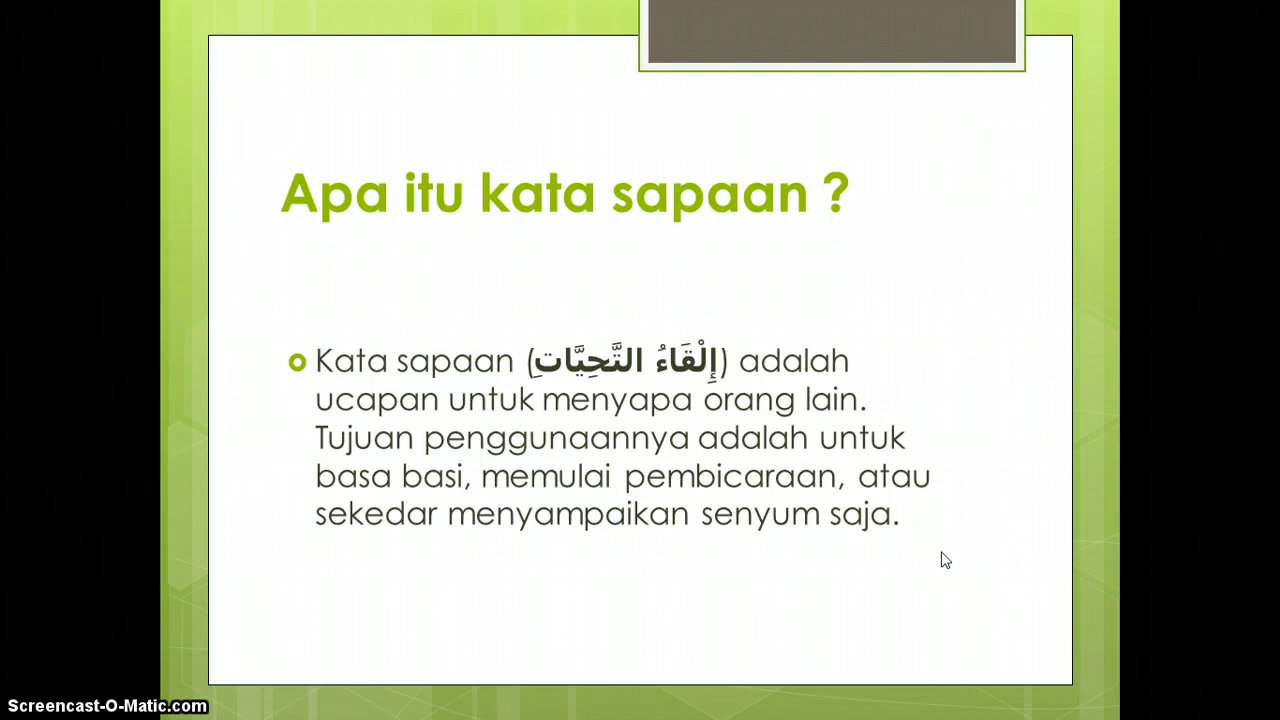 Apa itu kata sapaan ?
Kata sapaan (إِلْقَاءُ التَّحِيَّاتِ) adalah
ucapan untuk menyapa orang lain.
Tujuan penggunaannya adalah untuk
basa basi, memulai pembicaraan, atau
sekedar menyampaikan senyum saja.
Screencast-O-Matic.com